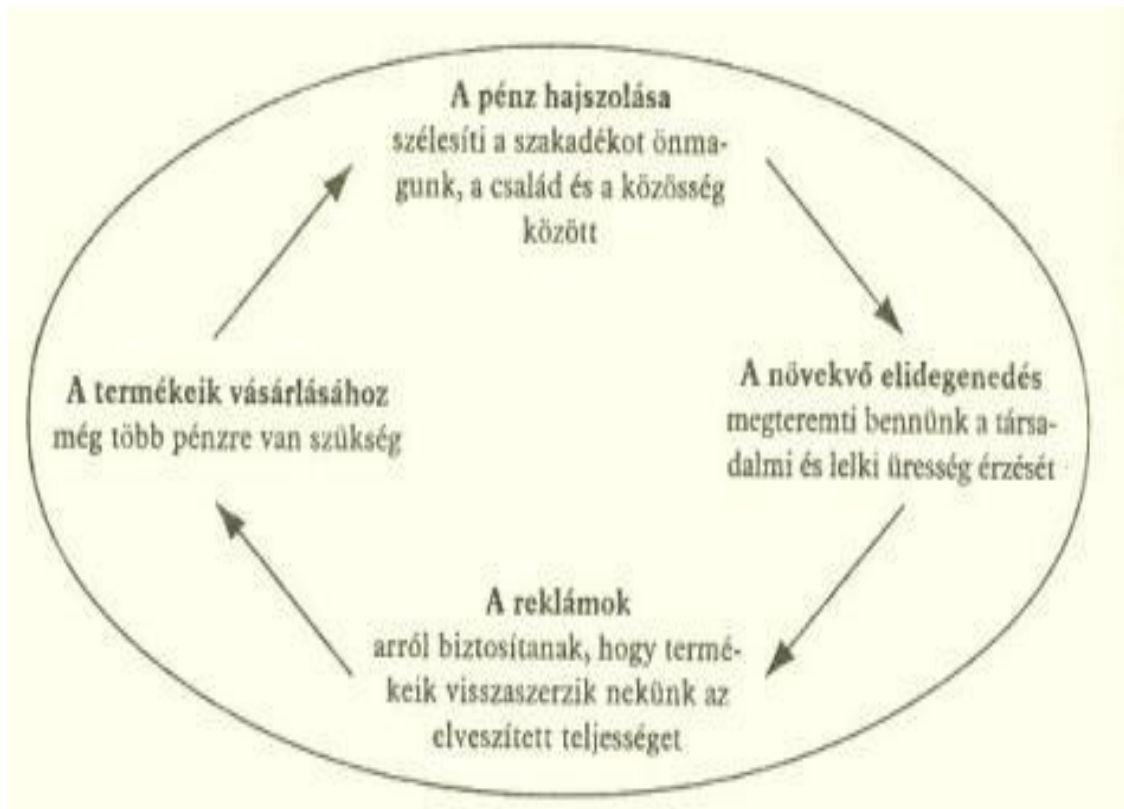 A pénz hajszolása
szélesíti a szakadékot önma-
gunk, a család és a közösség
között
A növekvő elidegenedés
megteremti bennünk a társa-
dalmi és lelki üresség érzését
A reklámok
arról biztosítanak, hogy termé-
keik visszaszerzik nekünk az
elveszített teljességet
A termékeik vásárlásához
még több pénzre van szükség